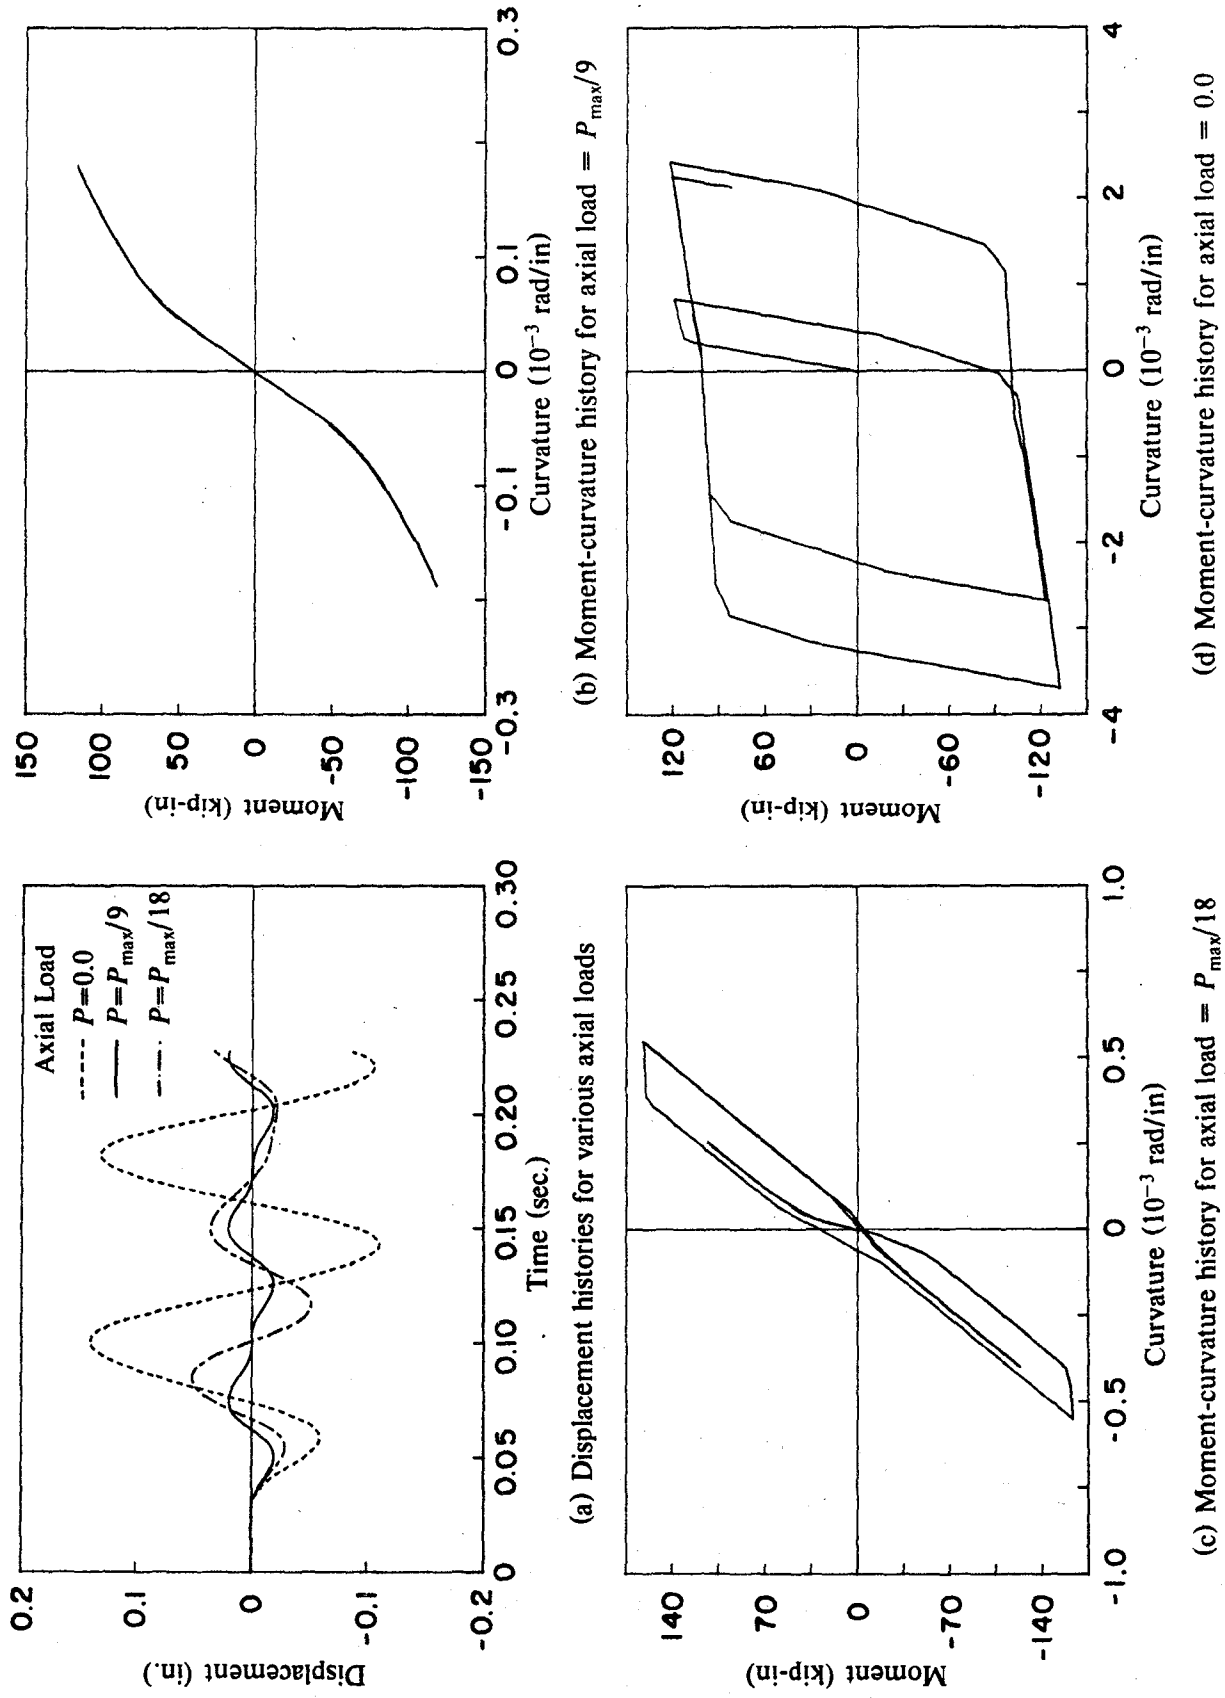 0.2
0.1
0
-0.1
-0.2
Displacement (in.)
0
0.05
0.10
0.15
0.20
0.25
0.30
Time (sec.)
Axial Load
P=0.0
P=Pmax/9
P=Pmax/18
(a) Displacement histories for various axial loads
150
100
50
0
-50
-100
-150
Moment (kip-in)
-0.3
-0.1
0
0.1
0.3
Curvature (10⁻³ rad/in)
(b) Moment-curvature history for axial load = Pmax/9
140
70
0
-70
-140
Moment (kip-in)
-1.0
-0.5
0
0.5
1.0
Curvature (10⁻³ rad/in)
(c) Moment-curvature history for axial load = Pmax/18
120
60
0
-60
-120
Moment (kip-in)
-4
-2
0
2
4
Curvature (10⁻³ rad/in)
(d) Moment-curvature history for axial load = 0.0